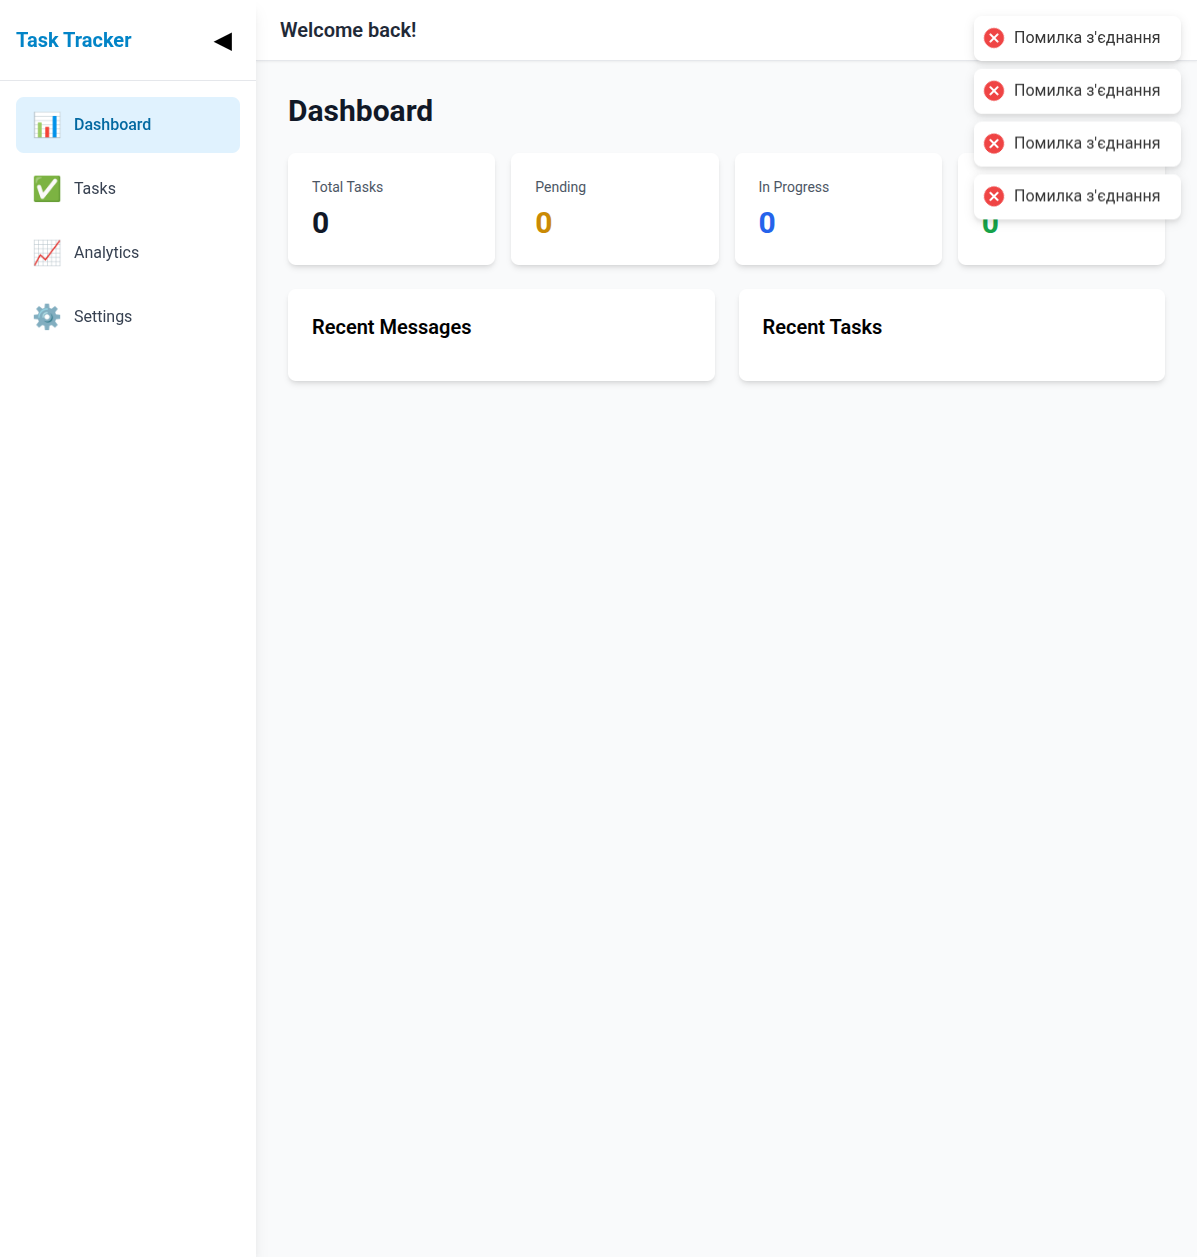 Task Tracker
Dashboard
Tasks
Analytics
Settings
Welcome back!
Помилка з'єднання
Помилка з'єднання
Помилка з'єднання
Помилка з'єднання
Dashboard
Total Tasks
0
Pending
0
In Progress
0
0
Recent Messages
Recent Tasks